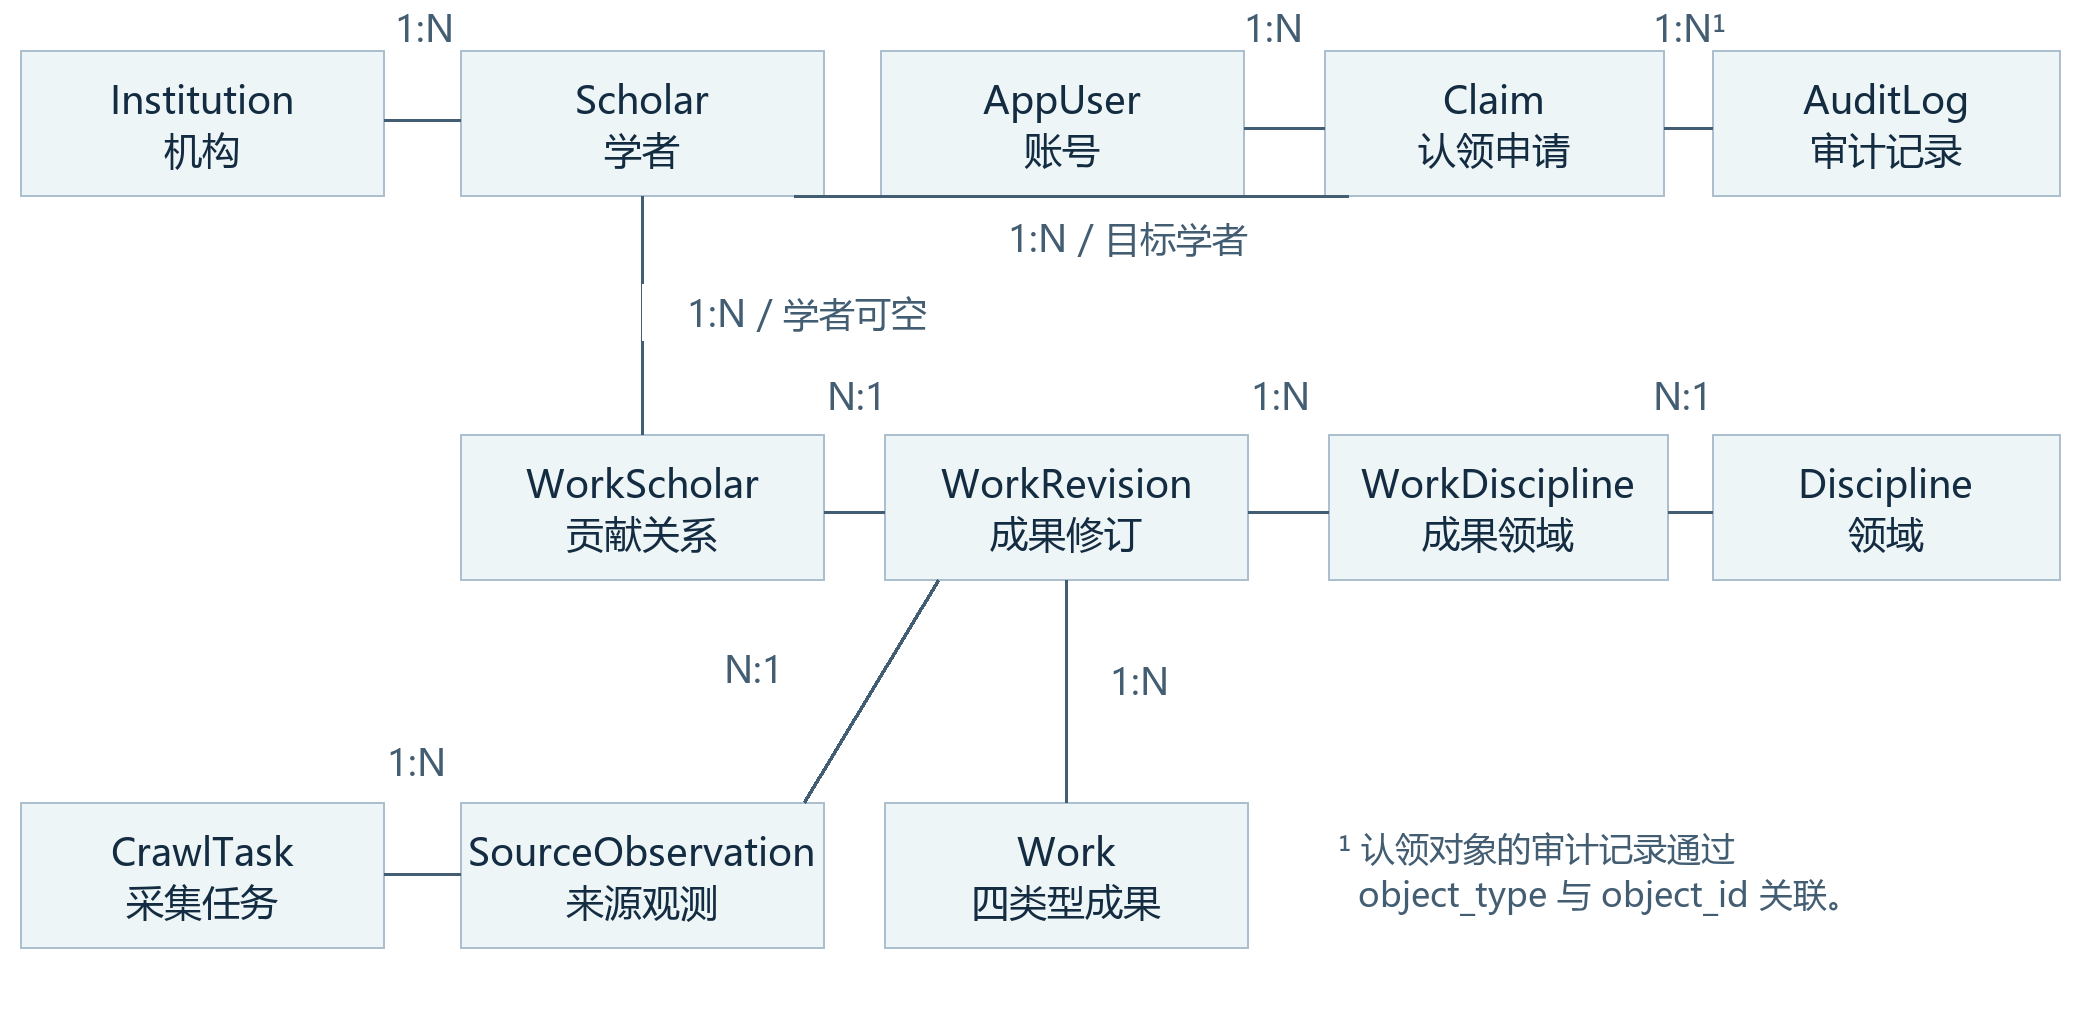 1:N
1:N
1:N¹
Institution
机构
Scholar
学者
AppUser
账号
Claim
认领申请
AuditLog
审计记录
1:N / 目标学者
1:N / 学者可空
N:1
1:N
N:1
WorkScholar
贡献关系
WorkRevision
成果修订
WorkDiscipline
成果领域
Discipline
领域
N:1
1:N
1:N
CrawlTask
采集任务
SourceObservation
来源观测
Work
四类型成果
¹ 认领对象的审计记录通过
object_type 与 object_id 关联。